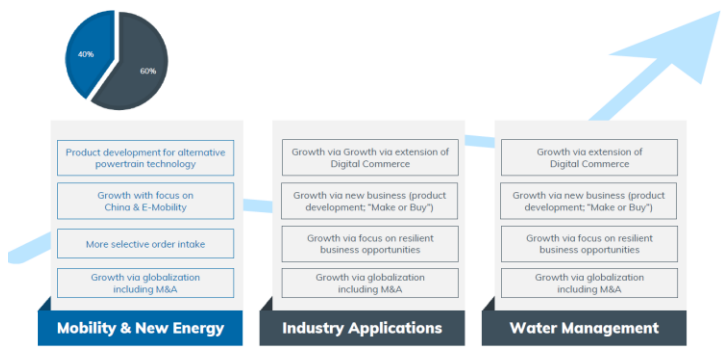 40%
60%
Product development for alternative
powertrain technology
Growth with focus on
China & E-Mobility
More selective order intake
Growth via globalization
including M&A
Mobility & New Energy
Growth via Growth via extension of
Digital Commerce
Growth via new business (product
development; "Make or Buy")
Growth via focus on resilient
business opportunities
Growth via globalization
including M&A
Industry Applications
Growth via extension of
Digital Commerce
Growth via new business (product
development; "Make or Buy")
Growth via focus on resilient
business opportunities
Growth via globalization
including M&A
Water Management